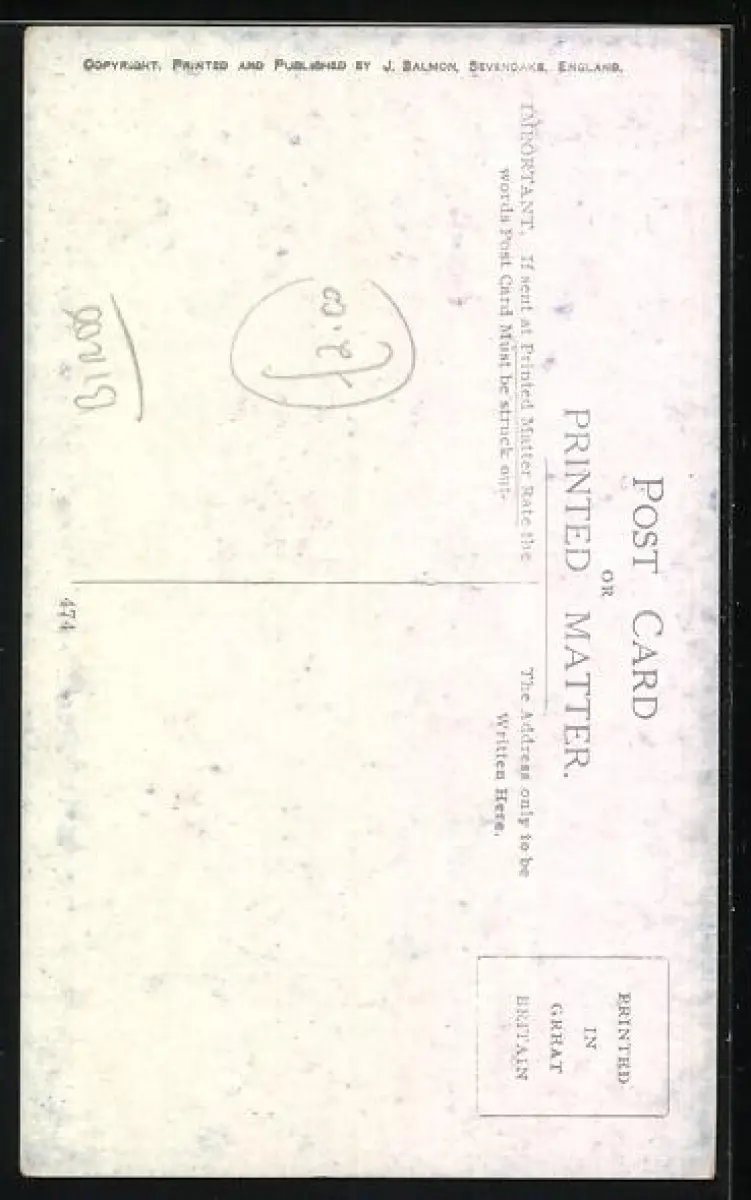 COPYRIGHT. PRINTED AND PUBLISHED BY J. SALMON, SEVENOAKS, ENGLAND.
POST CARD
OR
PRINTED MATTER.
IMPORTANT. If sent at Printed Matter Rate the
words Post Card Must be struck out.
The Address only to be
Written Here.
PRINTED
IN
GREAT
BRITAIN
474